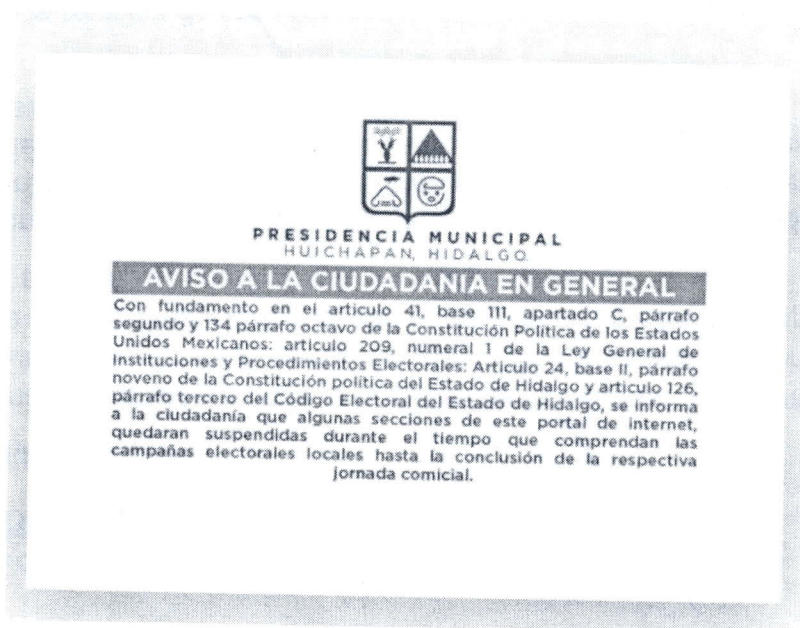 PRESIDENCIA MUNICIPAL
HUICHAPAN, HIDALGO
AVISO A LA CIUDADANIA EN GENERAL
Con fundamento en el articulo 41, base 111, apartado C, párrafo
segundo y 134 párrafo octavo de la Constitución Política de los Estados
Unidos Mexicanos: articulo 209, numeral 1 de la Ley General de
Instituciones y Procedimientos Electorales: Articulo 24, base II, párrafo
noveno de la Constitución política del Estado de Hidalgo y articulo 126,
párrafo tercero del Código Electoral del Estado de Hidalgo, se informa
a la ciudadanía que algunas secciones de este portal de internet,
quedaran suspendidas durante el tiempo que comprendan las
campañas electorales locales hasta la conclusión de la respectiva
jornada comicial.